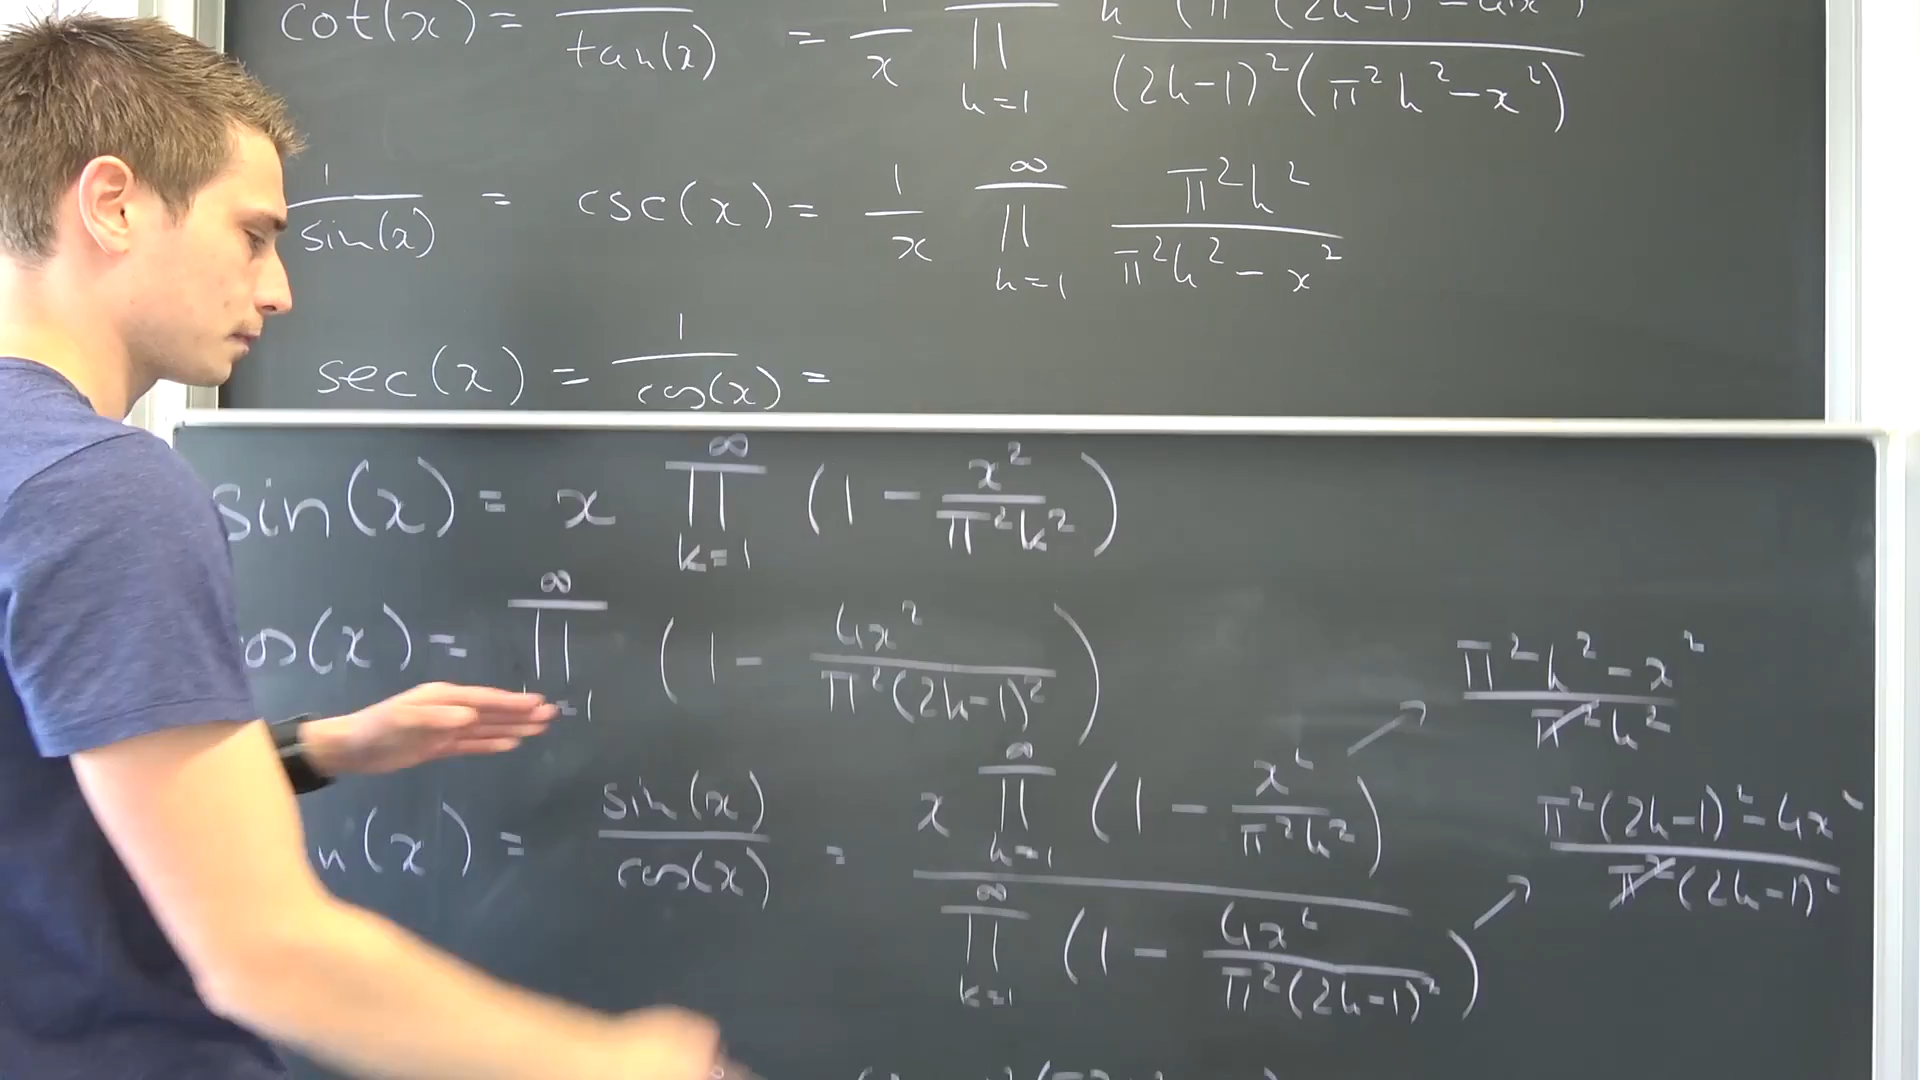 cot(x) = 1/tan(x) = 1/x ∏ k=1 k²(π²(2k-1)²-4x²)/((2k-1)²(π²k²-x²))
1/sin(x) = csc(x) = 1/x ∏ k=1 ∞ π²k²/(π²k²-x²)
sec(x) = 1/cos(x) =
sin(x) = x ∏ k=1 ∞ (1 - x²/(π²k²))
os(x) = ∏ k=1 ∞ (1 - 4x²/(π²(2k-1)²))
n(x) = sin(x)/cos(x) = x ∏ k=1 ∞ (1 - x²/(π²k²)) / ∏ k=1 ∞ (1 - 4x²/(π²(2k-1)²))
↗ (π²k²-x²)/(π²k²)
↗ (π²(2k-1)²-4x²)/(π²(2k-1)²)